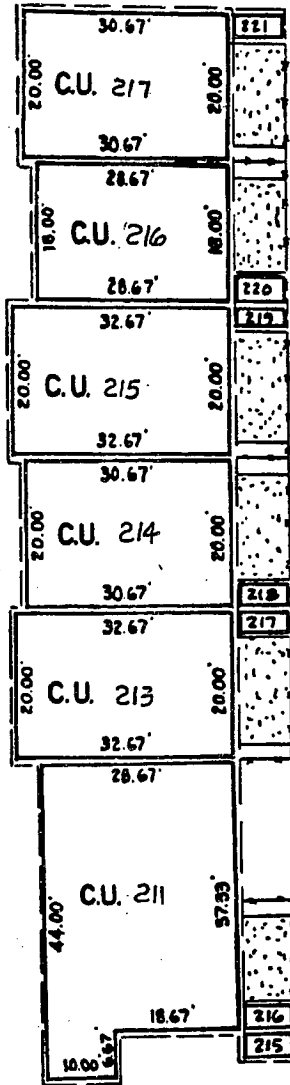 30.67' 221
20.00' C.U. 217 20.00'
30.67'
28.67'
18.00' C.U. 216 18.00'
28.67' 220
32.67' 219
20.00' C.U. 215 20.00'
32.67'
30.67'
20.00' C.U. 214 20.00'
30.67' 218
32.67' 217
20.00' C.U. 213 20.00'
32.67'
28.67'
44.00' C.U. 211 37.33'
18.67' 216
10.00' 6.67 215